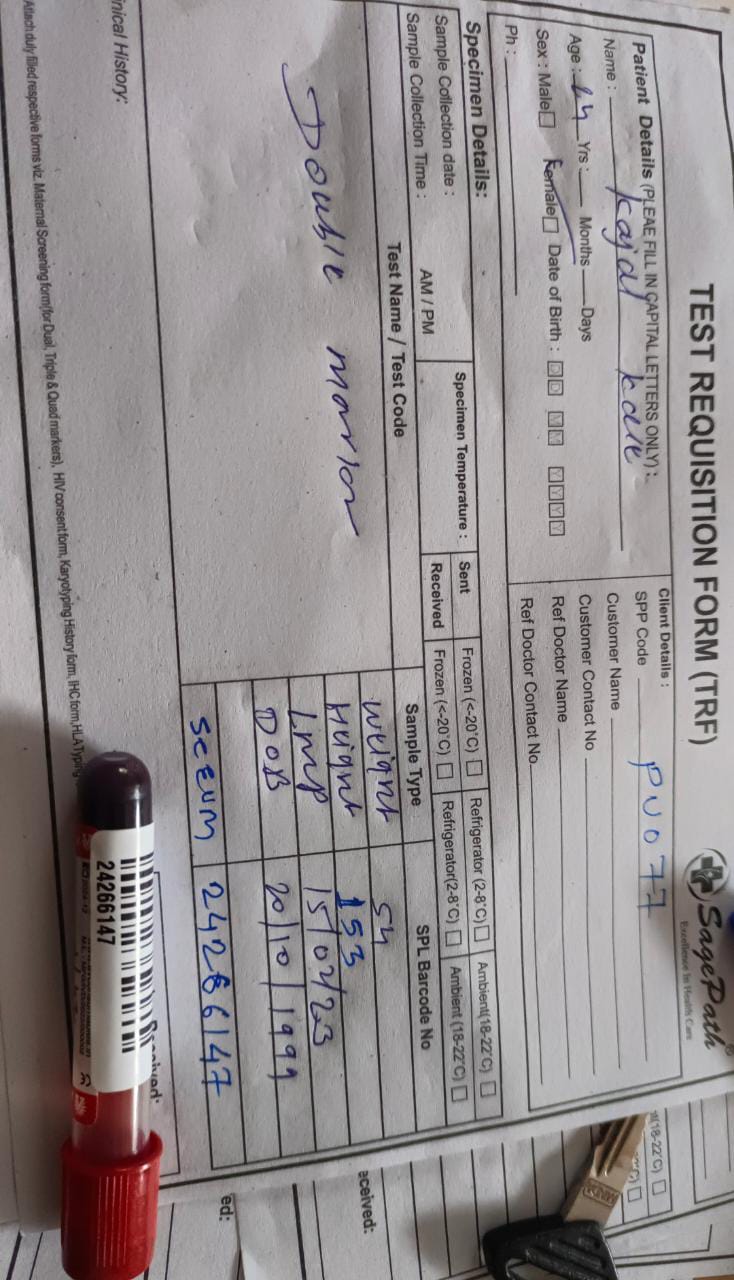 TEST REQUISITION FORM (TRF)
SagePath®
Excellence In Health Care
Patient Details (PLEAE FILL IN CAPITAL LETTERS ONLY) :
Name : Kajal kale
Age : 24 Yrs : Months Days
Sex : Male Female Date of Birth : DD MM YYYY
Ph :
Client Details :
SPP Code PU077
Customer Name
Customer Contact No
Ref Doctor Name
Ref Doctor Contact No.
Specimen Details:
Sample Collection date :
Sample Collection Time : AM / PM
Specimen Temperature :
Sent Frozen (<-20°C) Refrigerator (2-8°C) Ambient(18-22°C)
Received Frozen (<-20°C) Refrigerator(2-8°C) Ambient (18-22°C)
Test Name / Test Code Sample Type SPL Barcode No
Double marker
weight 54
Height 153
LMP 15/02/23
DOB 20/10/1999
Serum 24266147
inical History:
Attach duly filled respective forms viz. Maternal Screening form(for Dual, Triple & Quad markers), HIV consent form, Karyotyping History form, IHC form, HLA Typing
24266147
eceived:
ed: